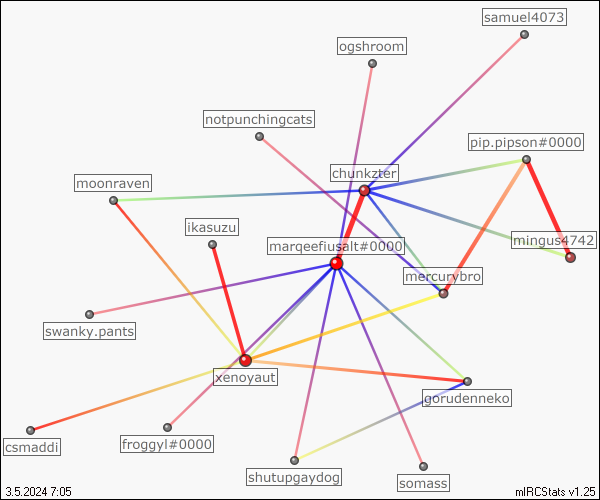 samuel4073
ogshroom
notpunchingcats
pip.pipson#0000
chunkzter
moonraven
ikasuzu
marqeefiusalt#0000
mingus4742
mercurybro
swanky.pants
xenoyaut
gorudenneko
csmaddi
froggyl#0000
shutupgaydog
somass
3.5.2024 7:05
mIRCStats v1.25